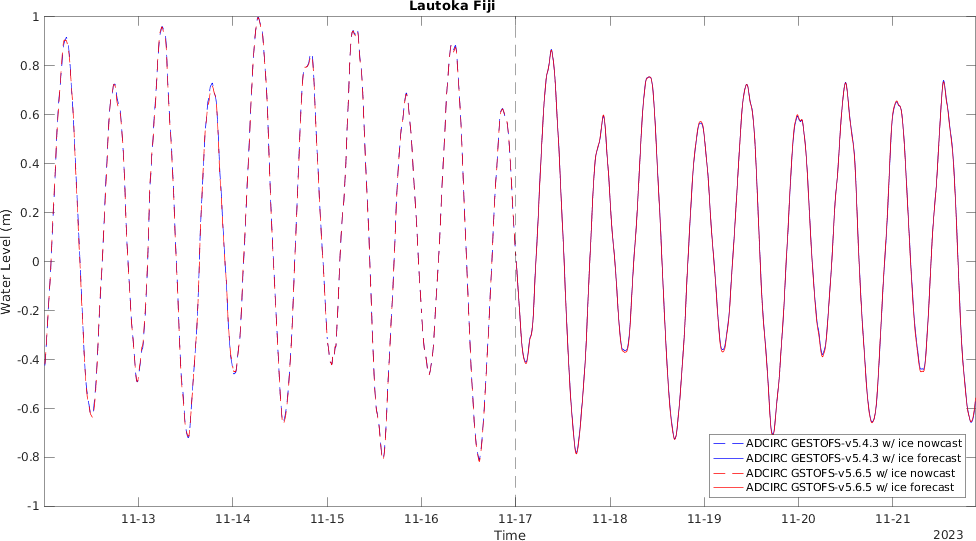 Lautoka Fiji
1
0.8
0.6
0.4
0.2
0
-0.2
-0.4
-0.6
-0.8
-1
Water Level (m)
ADCIRC GESTOFS-v5.4.3 w/ ice nowcast
ADCIRC GESTOFS-v5.4.3 w/ ice forecast
ADCIRC GSTOFS-v5.6.5 w/ ice nowcast
ADCIRC GSTOFS-v5.6.5 w/ ice forecast
11-13 11-14 11-15 11-16 11-17 11-18 11-19 11-20 11-21
Time
2023